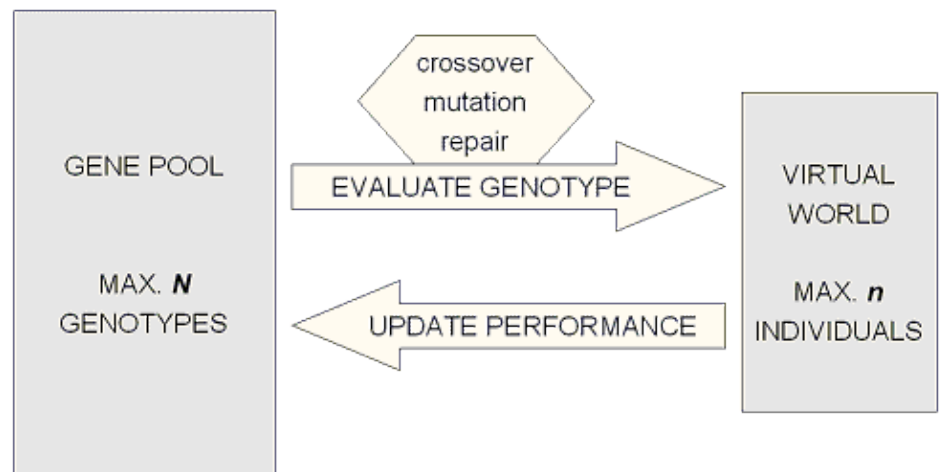 GENE POOL
MAX. N
GENOTYPES
crossover
mutation
repair
EVALUATE GENOTYPE
UPDATE PERFORMANCE
VIRTUAL
WORLD
MAX. n
INDIVIDUALS